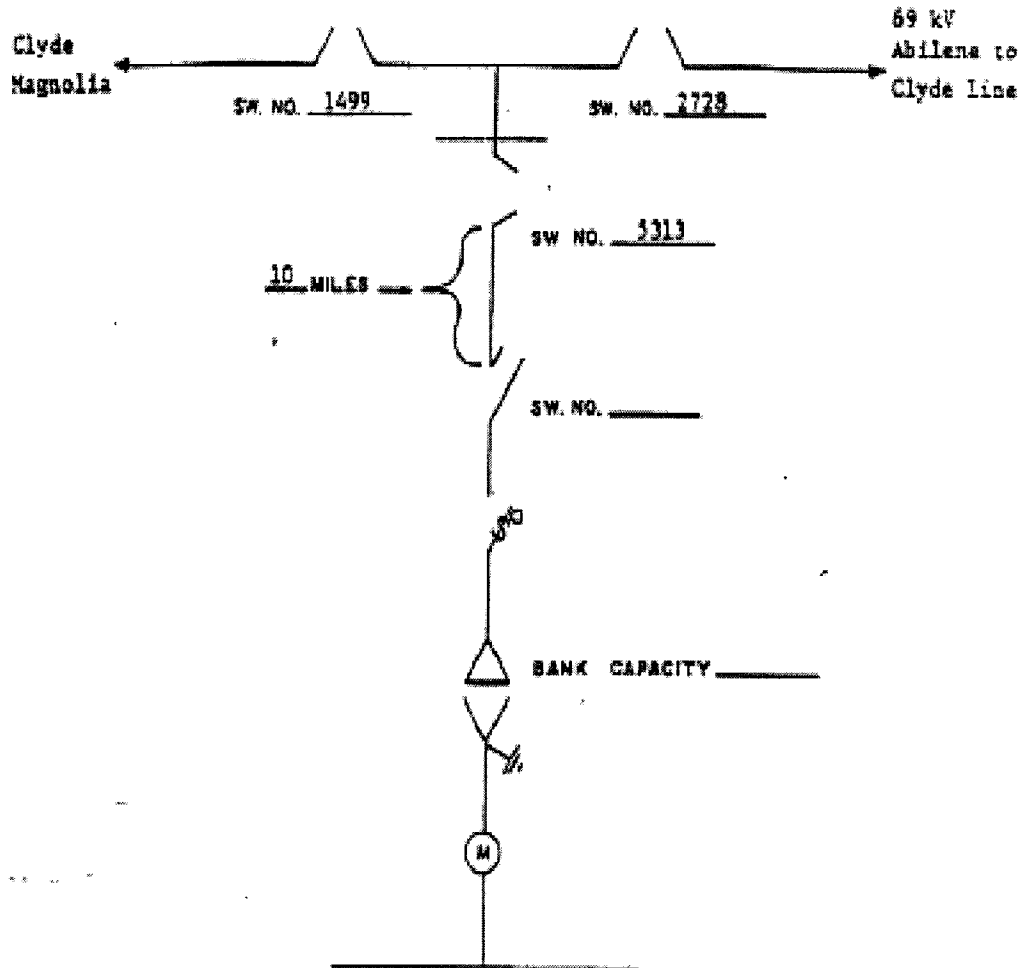 Clyde
Magnolia
69 kV
Abilene to
Clyde Line
SW. NO. 1499
SW. NO. 2728
SW NO. 5313
10 MILES
SW. NO.
BANK CAPACITY
M